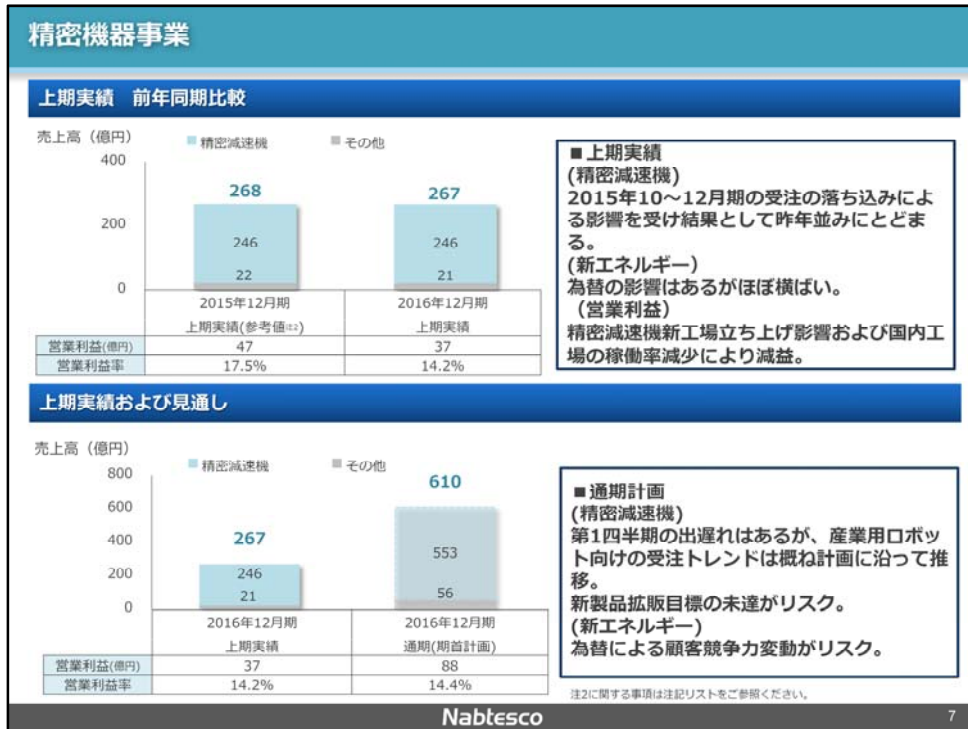 精密機器事業
上期実績 前年同期比較
売上高（億円）
精密減速機 その他
400
200
0
268 267
246 246
22 21
2015年12月期 2016年12月期
上期実績(参考値※2) 上期実績
営業利益(億円) 47 37
営業利益率 17.5% 14.2%
■上期実績
(精密減速機)
2015年10～12月期の受注の落ち込みによ
る影響を受け結果として昨年並みにとどま
る。
(新エネルギー）
為替の影響はあるがほぼ横ばい。
（営業利益）
精密減速機新工場立ち上げ影響および国内工
場の稼働率減少により減益。
上期実績および見通し
売上高（億円）
精密減速機 その他
800
600
400
200
0
267 610
246 553
21 56
2016年12月期 2016年12月期
上期実績 通期(期首計画)
営業利益(億円) 37 88
営業利益率 14.2% 14.4%
■通期計画
(精密減速機)
第1四半期の出遅れはあるが、産業用ロボッ
ト向けの受注トレンドは概ね計画に沿って推
移。
新製品拡販目標の未達がリスク。
(新エネルギー)
為替による顧客競争力変動がリスク。
注2に関する事項は注記リストをご参照ください。
Nabtesco
7